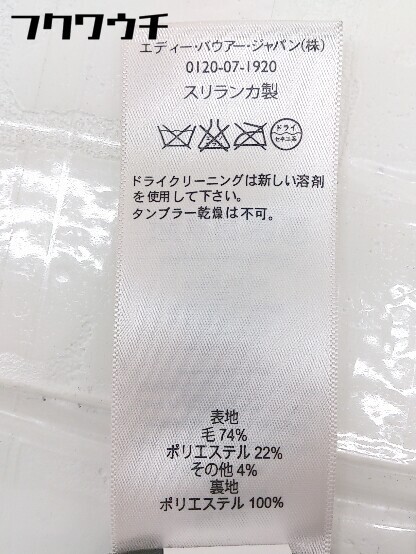 フクワウチ
エディー・バウアー・ジャパン(株)
0120-07-1920
スリランカ製
ドライ
セキユ系
ドライクリーニングは新しい溶剤
を使用して下さい。
タンブラー乾燥は不可。
表地
毛 74%
ポリエステル 22%
その他 4%
裏地
ポリエステル 100%